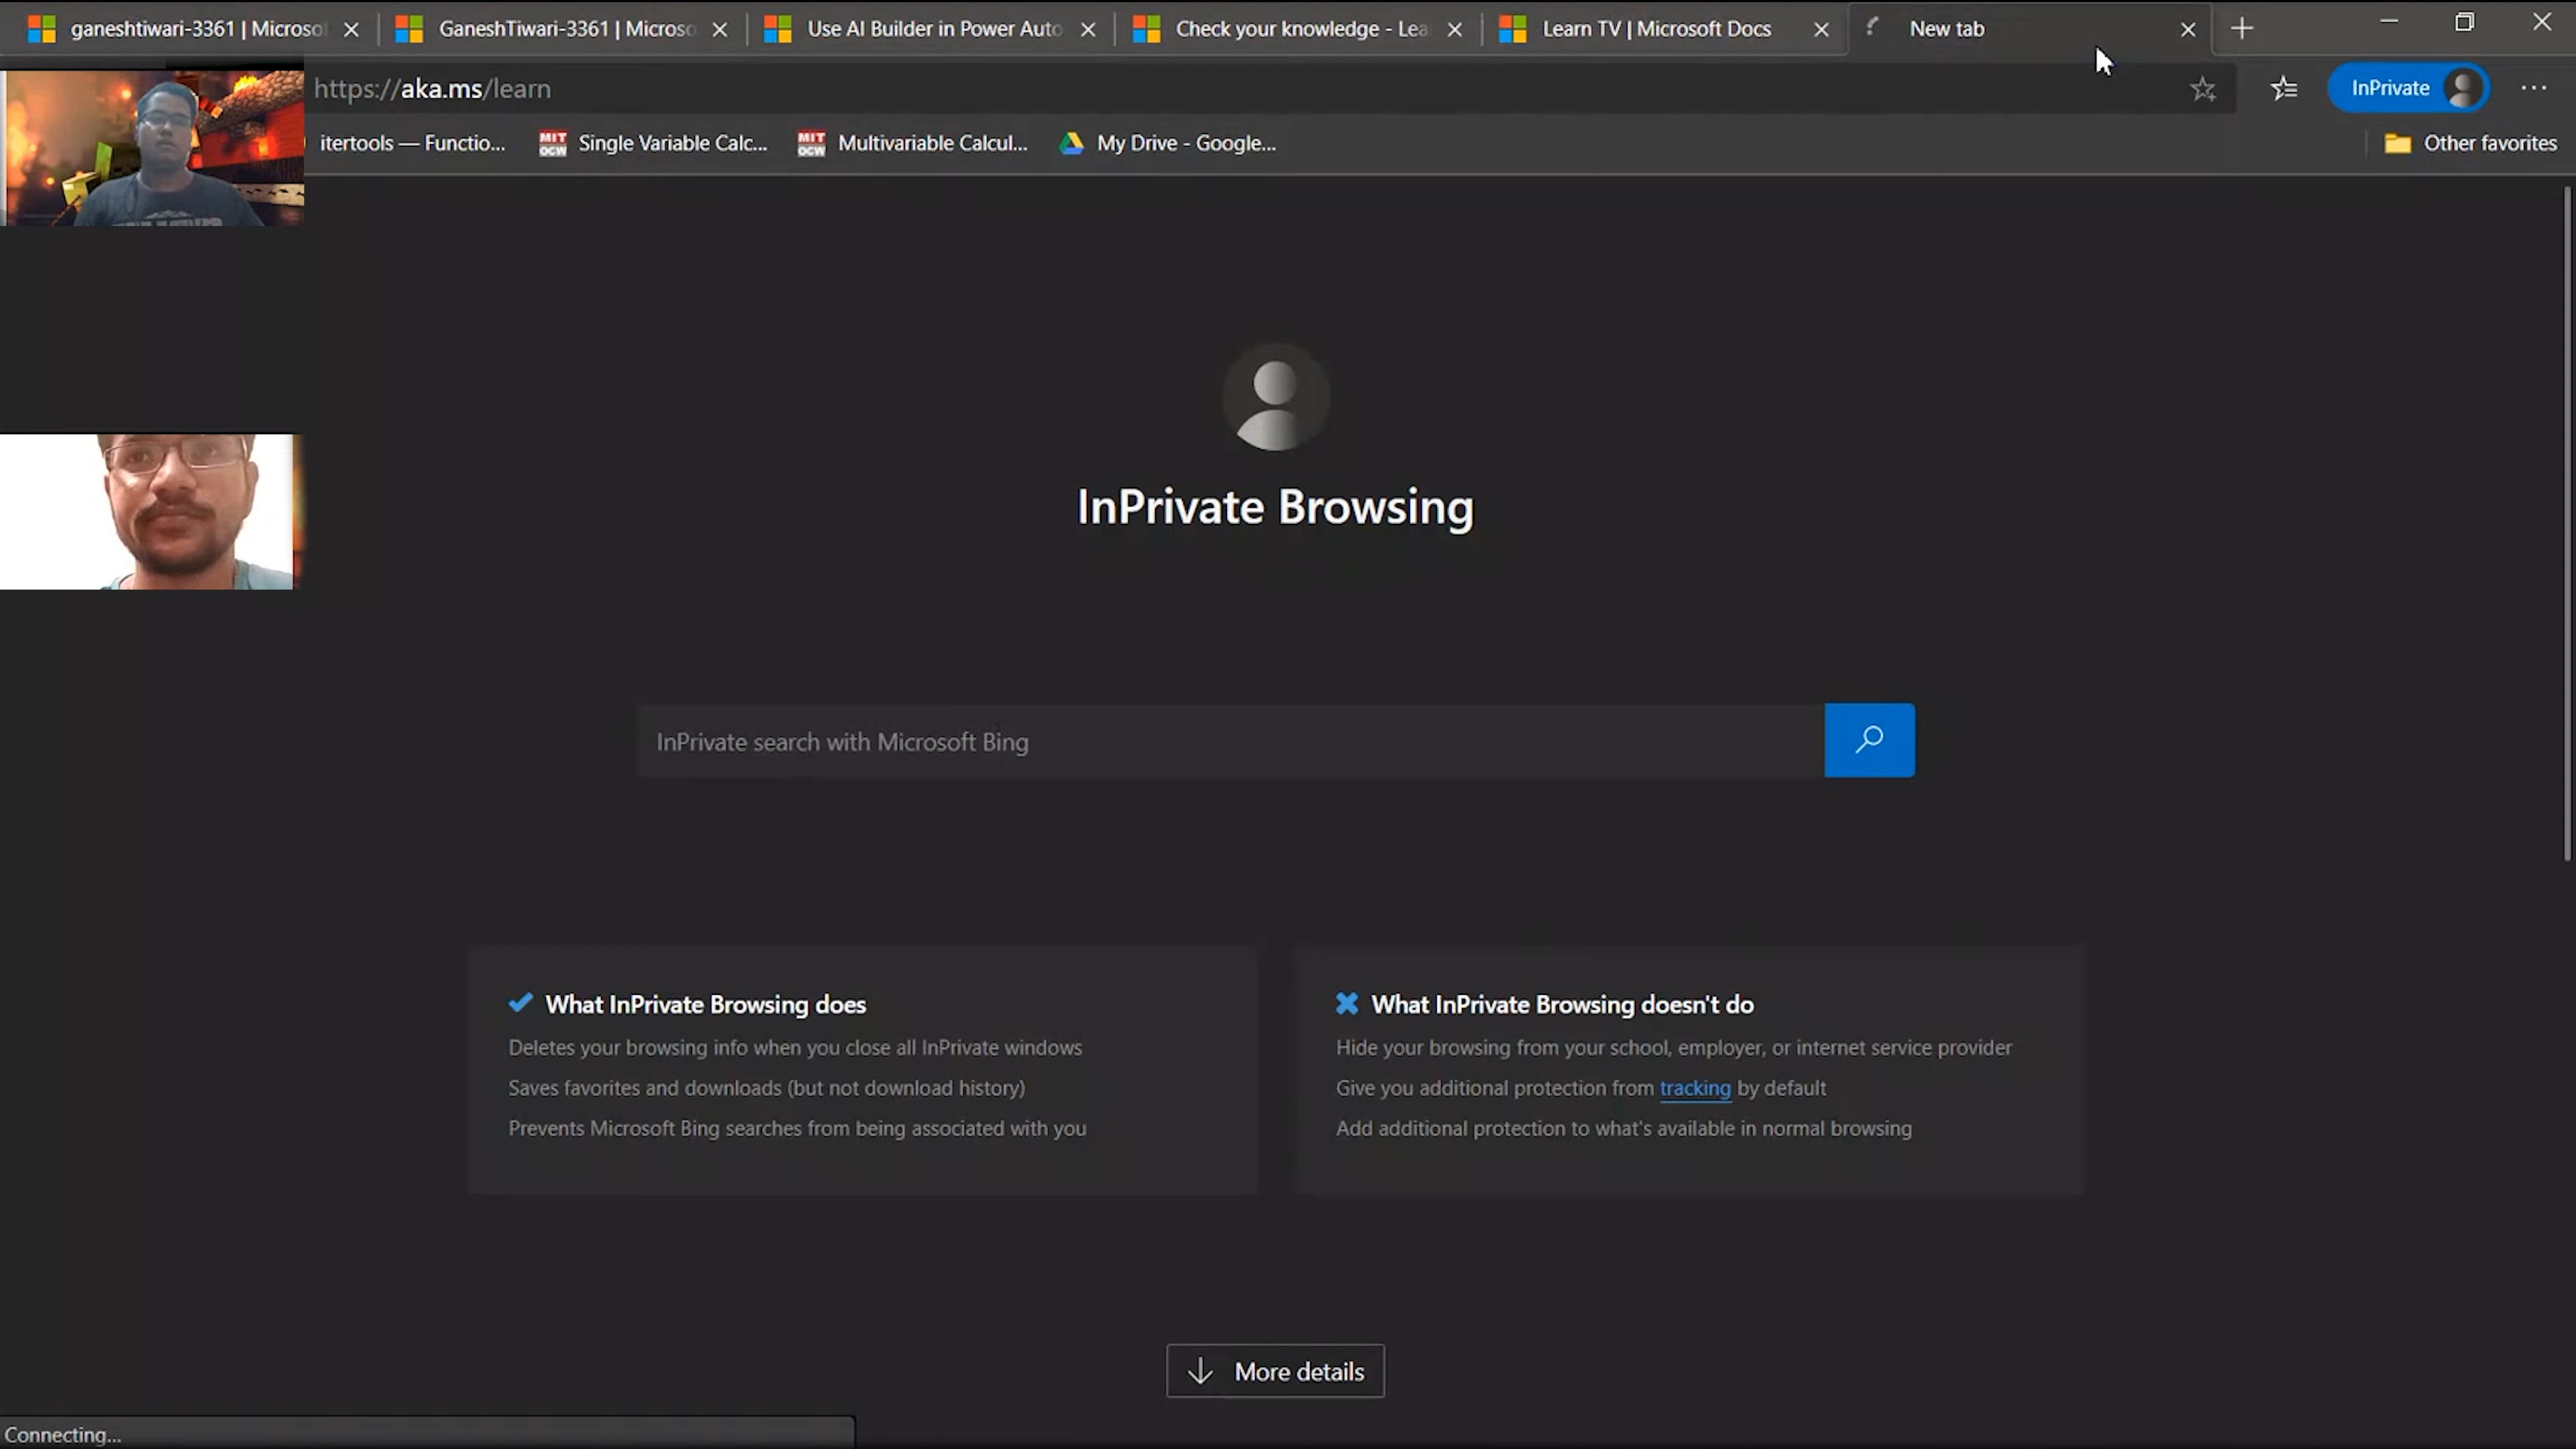 ganeshtiwari-3361 | Microsof
GaneshTiwari-3361 | Microso
Use AI Builder in Power Auto
Check your knowledge - Lea
Learn TV | Microsoft Docs
New tab
https://aka.ms/learn
InPrivate
itertools — Functio...
MIT OCW Single Variable Calc...
MIT OCW Multivariable Calcul...
My Drive - Google...
Other favorites
InPrivate Browsing
InPrivate search with Microsoft Bing
What InPrivate Browsing does
Deletes your browsing info when you close all InPrivate windows
Saves favorites and downloads (but not download history)
Prevents Microsoft Bing searches from being associated with you
What InPrivate Browsing doesn't do
Hide your browsing from your school, employer, or internet service provider
Give you additional protection from tracking by default
Add additional protection to what's available in normal browsing
More details
Connecting...